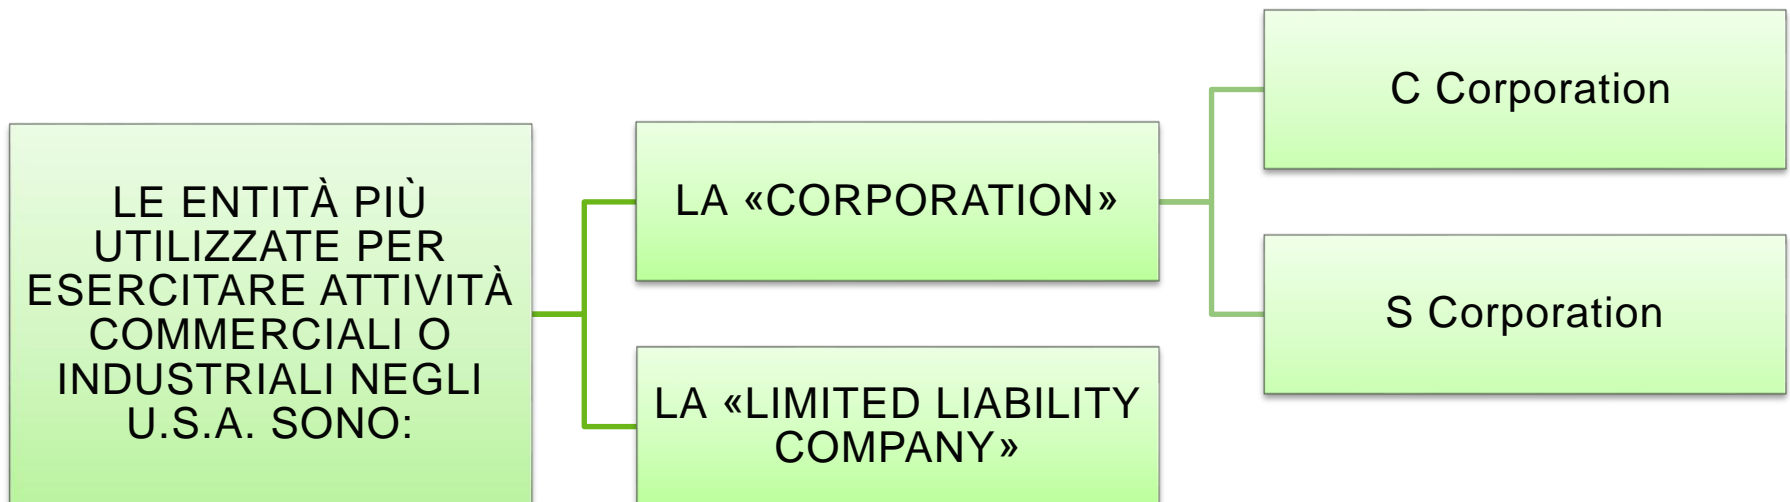 LE ENTITÀ PIÙ
UTILIZZATE PER
ESERCITARE ATTIVITÀ
COMMERCIALI O
INDUSTRIALI NEGLI
U.S.A. SONO:
LA «CORPORATION»
C Corporation
S Corporation
LA «LIMITED LIABILITY
COMPANY»